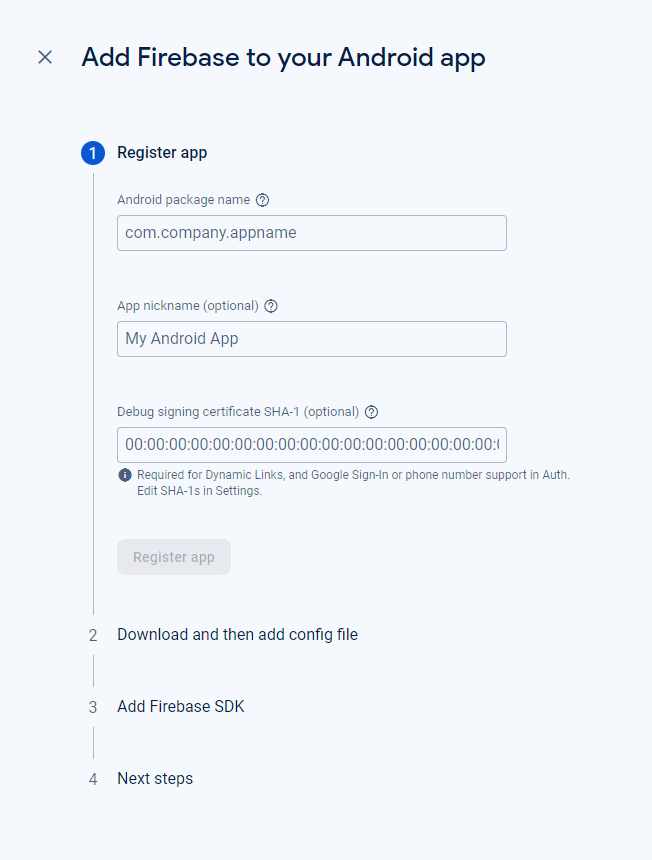 Add Firebase to your Android app
1
Register app
Android package name
com.company.appname
App nickname (optional)
My Android App
Debug signing certificate SHA-1 (optional)
00:00:00:00:00:00:00:00:00:00:00:00:00:00:00:00:00:
Required for Dynamic Links, and Google Sign-In or phone number support in Auth.
Edit SHA-1s in Settings.
Register app
2
Download and then add config file
3
Add Firebase SDK
4
Next steps